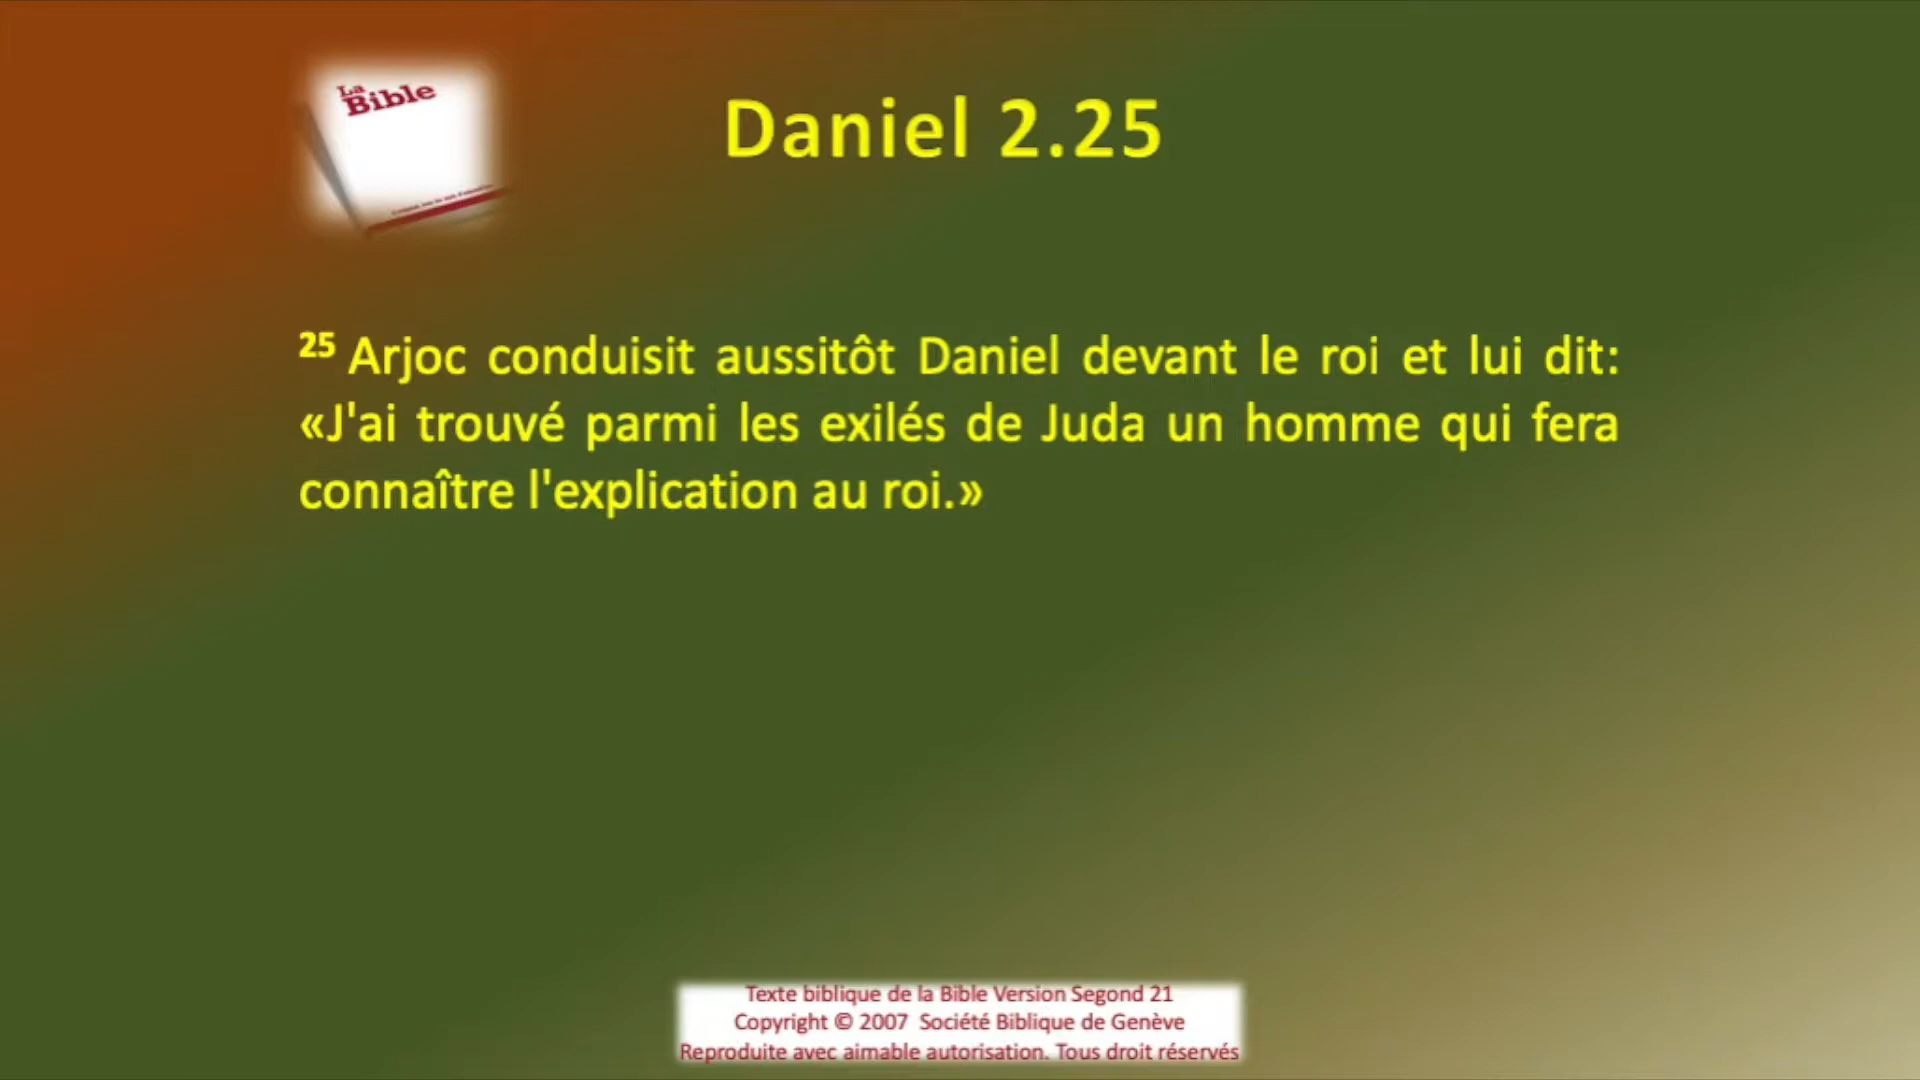 La
Bible
Daniel 2.25
25 Arjoc conduisit aussitôt Daniel devant le roi et lui dit:
«J'ai trouvé parmi les exilés de Juda un homme qui fera
connaître l'explication au roi.»
Texte biblique de la Bible Version Segond 21
Copyright © 2007 Société Biblique de Genève
Reproduite avec aimable autorisation. Tous droit réservés